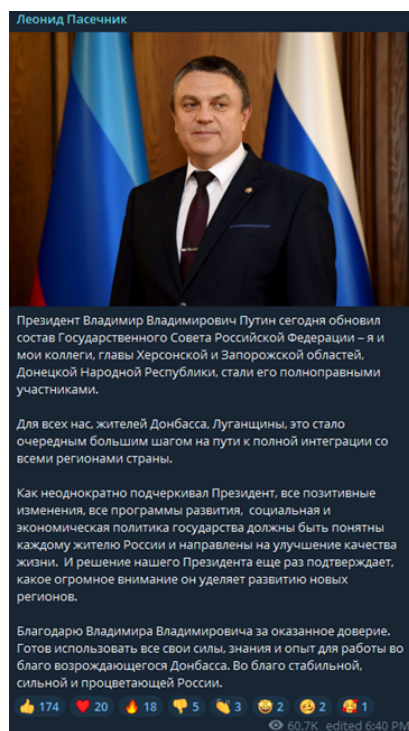 Леонид Пасечник
Президент Владимир Владимирович Путин сегодня обновил
состав Государственного Совета Российской Федерации – я и
мои коллеги, главы Херсонской и Запорожской областей,
Донецкой Народной Республики, стали его полноправными
участниками.
Для всех нас, жителей Донбасса, Луганщины, это стало
очередным большим шагом на пути к полной интеграции со
всеми регионами страны.
Как неоднократно подчеркивал Президент, все позитивные
изменения, все программы развития, социальная и
экономическая политика государства должны быть понятны
каждому жителю России и направлены на улучшение качества
жизни. И решение нашего Президента еще раз подтверждает,
какое огромное внимание он уделяет развитию новых
регионов.
Благодарю Владимира Владимировича за оказанное доверие.
Готов использовать все свои силы, знания и опыт для работы во
благо возрождающегося Донбасса. Во благо стабильной,
сильной и процветающей России.
174 20 18 5 3 2 2 1
60.7K edited 6:40 PM